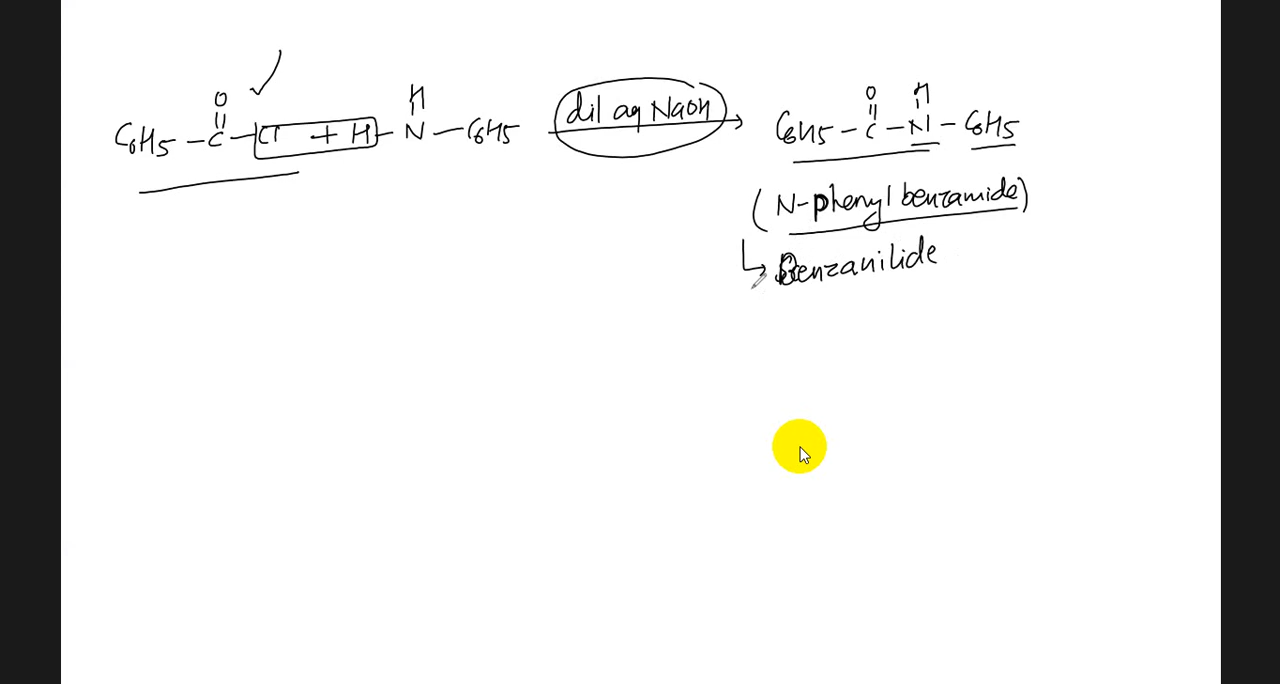 O H O H
C6H5 - C - Cl + H - N - C6H5 dil aq NaOH → C6H5 - C - N - C6H5
(N-phenyl benzamide)
↳ Benzanilide